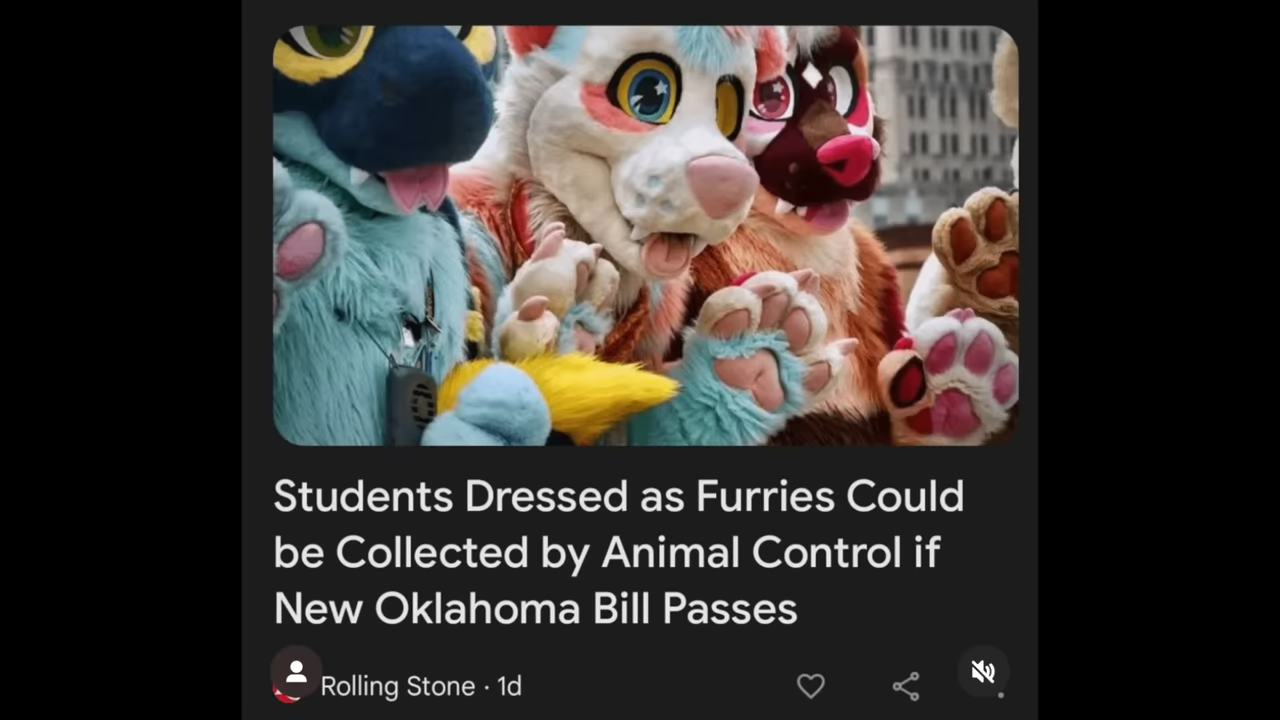 Students Dressed as Furries Could
be Collected by Animal Control if
New Oklahoma Bill Passes
Rolling Stone · 1d